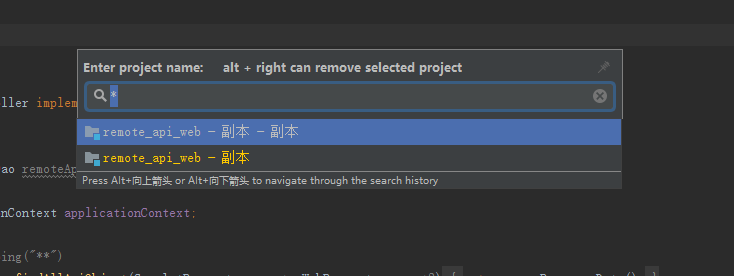 Enter project name: alt + right can remove selected project
ller implem
*
remote_api_web – 副本 – 副本
remote_api_web – 副本
ao remoteAp
Press Alt+向上箭头 or Alt+向下箭头 to navigate through the search history
nContext applicationContext;
ing("**")